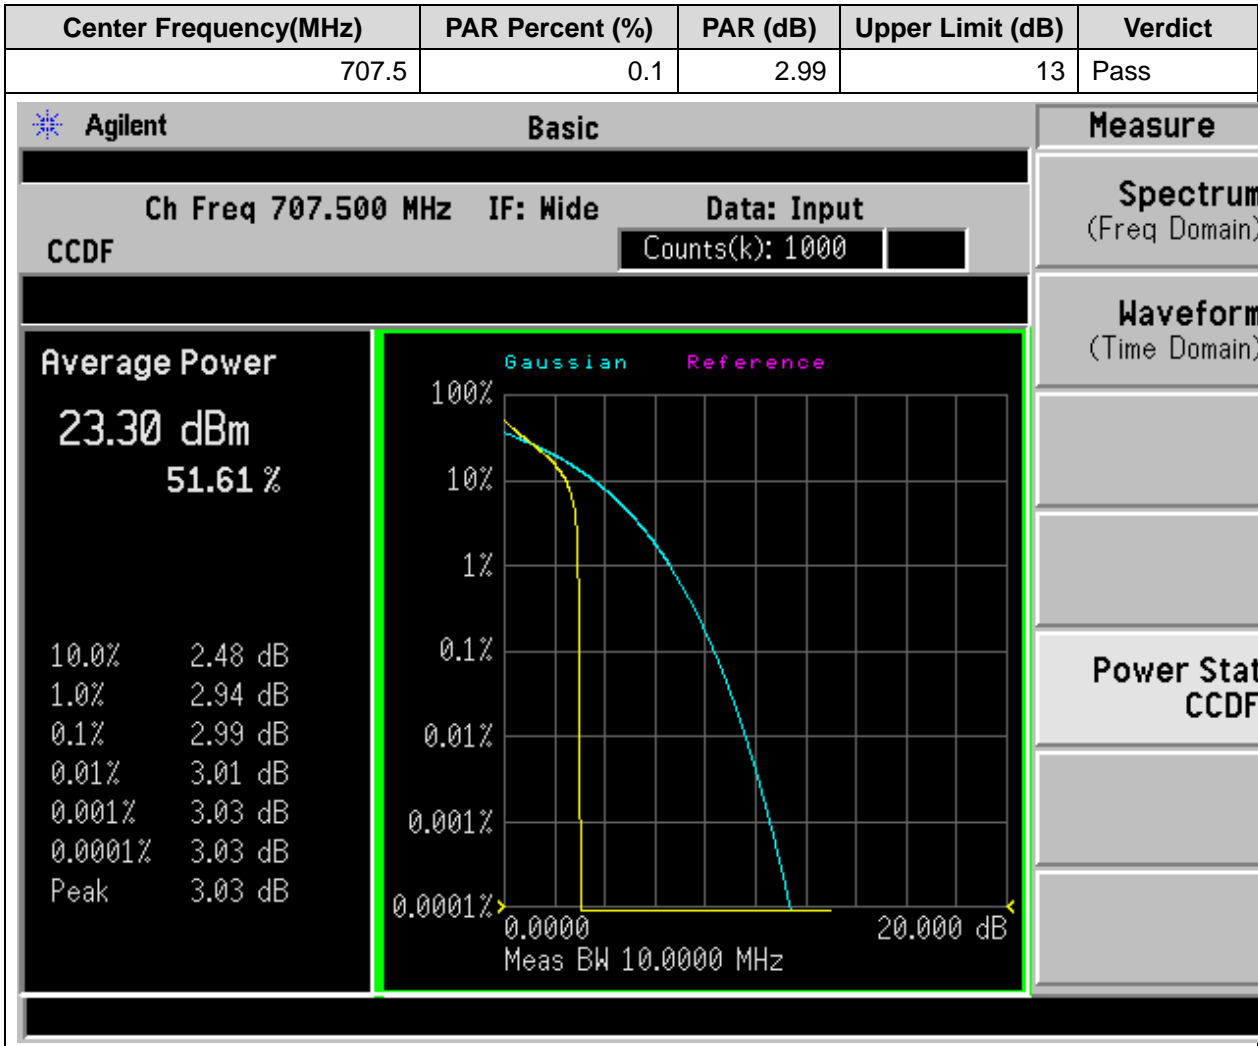 Center Frequency(MHz) PAR Percent (%) PAR (dB) Upper Limit (dB) Verdict
707.5 0.1 2.99 13 Pass
Agilent Basic Measure
Ch Freq 707.500 MHz IF: Wide Data: Input
CCDF Counts(k): 1000
Average Power
23.30 dBm
51.61 %
10.0% 2.48 dB
1.0% 2.94 dB
0.1% 2.99 dB
0.01% 3.01 dB
0.001% 3.03 dB
0.0001% 3.03 dB
Peak 3.03 dB
Gaussian Reference
100%
10%
1%
0.1%
0.01%
0.001%
0.0001%
0.0000 20.000 dB
Meas BW 10.0000 MHz
Spectrum
(Freq Domain)
Waveform
(Time Domain)
Power Stat
CCDF